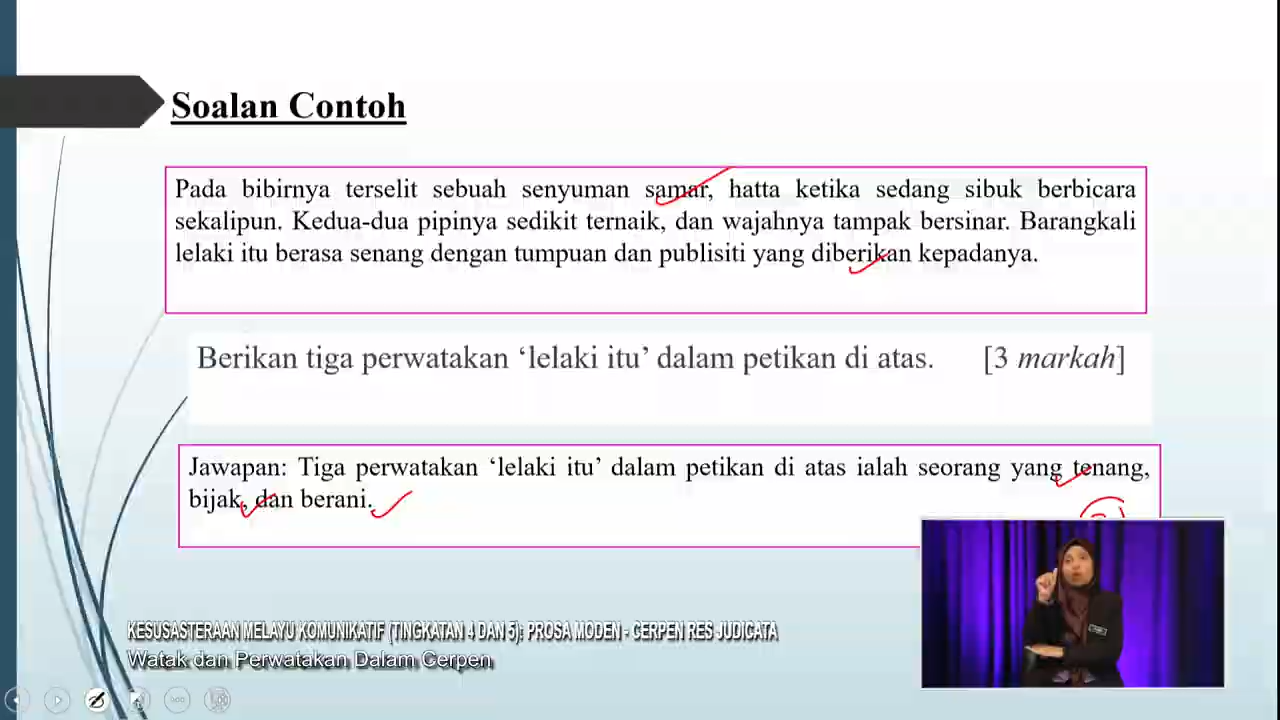 Soalan Contoh
Pada bibirnya terselit sebuah senyuman samar, hatta ketika sedang sibuk berbicara
sekalipun. Kedua-dua pipinya sedikit ternaik, dan wajahnya tampak bersinar. Barangkali
lelaki itu berasa senang dengan tumpuan dan publisiti yang diberikan kepadanya.
Berikan tiga perwatakan ‘lelaki itu’ dalam petikan di atas. [3 markah]
Jawapan: Tiga perwatakan ‘lelaki itu’ dalam petikan di atas ialah seorang yang tenang,
bijak, dan berani.
KESUSASTERAAN MELAYU KOMUNIKATIF (TINGKATAN 4 DAN 5): PROSA MODEN - CERPEN RES JUDICATA
Watak dan Perwatakan Dalam Cerpen